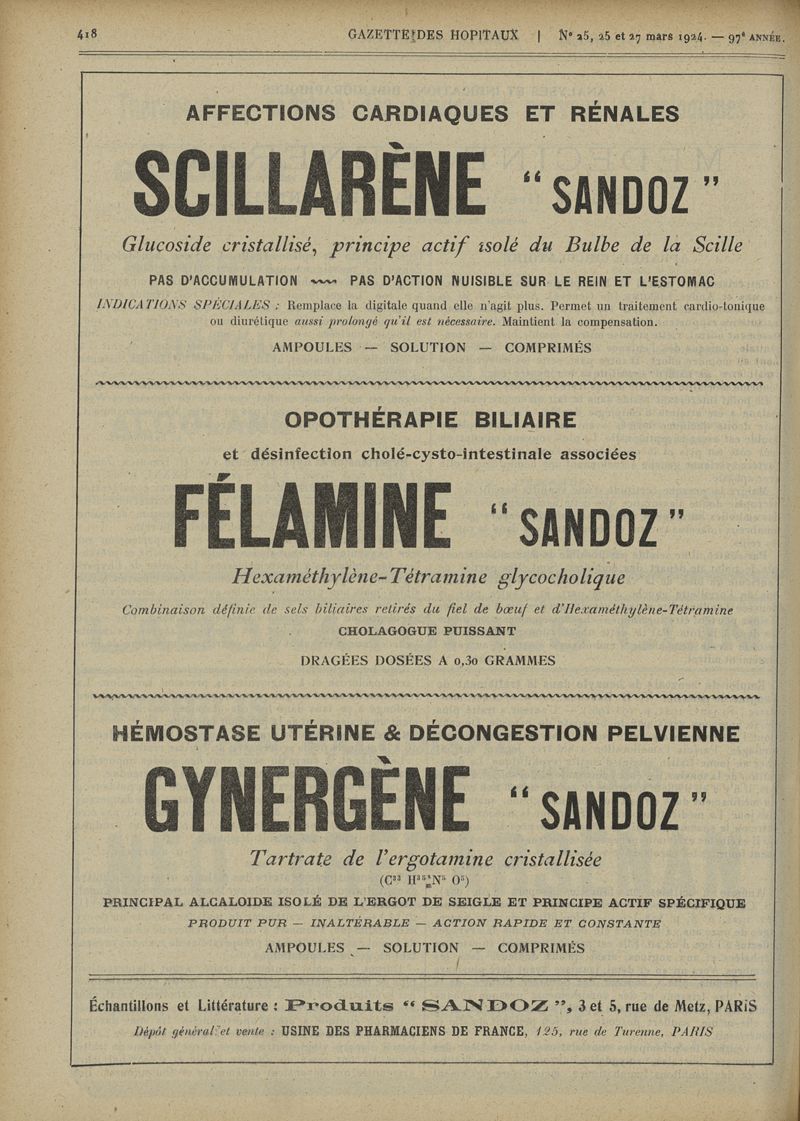 418 GAZETTE DES HOPITAUX | N° 25, 25 et 27 mars 1924. — 97e ANNÉE.
AFFECTIONS CARDIAQUES ET RÉNALES
SCILLARÈNE “ SANDOZ ”
Glucoside cristallisé, principe actif isolé du Bulbe de la Scille
PAS D'ACCUMULATION PAS D'ACTION NUISIBLE SUR LE REIN ET L'ESTOMAC
INDICATIONS SPÉCIALES : Remplace la digitale quand elle n'agit plus. Permet un traitement cardio-tonique
ou diurétique aussi prolongé qu'il est nécessaire. Maintient la compensation.
AMPOULES — SOLUTION — COMPRIMÉS
OPOTHÉRAPIE BILIAIRE
et désinfection cholé-cysto-intestinale associées
FÉLAMINE “ SANDOZ ”
Hexaméthylène-Tétramine glycocholique
Combinaison définie de sels biliaires retirés du fiel de bœuf et d'Hexaméthylène-Tétramine
CHOLAGOGUE PUISSANT
DRAGÉES DOSÉES A 0,30 GRAMMES
HÉMOSTASE UTÉRINE & DÉCONGESTION PELVIENNE
GYNERGÈNE “ SANDOZ ”
Tartrate de l'ergotamine cristallisée
(C33 H35 N5 O5)
PRINCIPAL ALCALOIDE ISOLÉ DE L'ERGOT DE SEIGLE ET PRINCIPE ACTIF SPÉCIFIQUE
PRODUIT PUR — INALTÉRABLE — ACTION RAPIDE ET CONSTANTE
AMPOULES — SOLUTION — COMPRIMÉS
Échantillons et Littérature : Produits “ SANDOZ ”, 3 et 5, rue de Metz, PARIS
Dépôt général et vente : USINE DES PHARMACIENS DE FRANCE, 125, rue de Turenne, PARIS